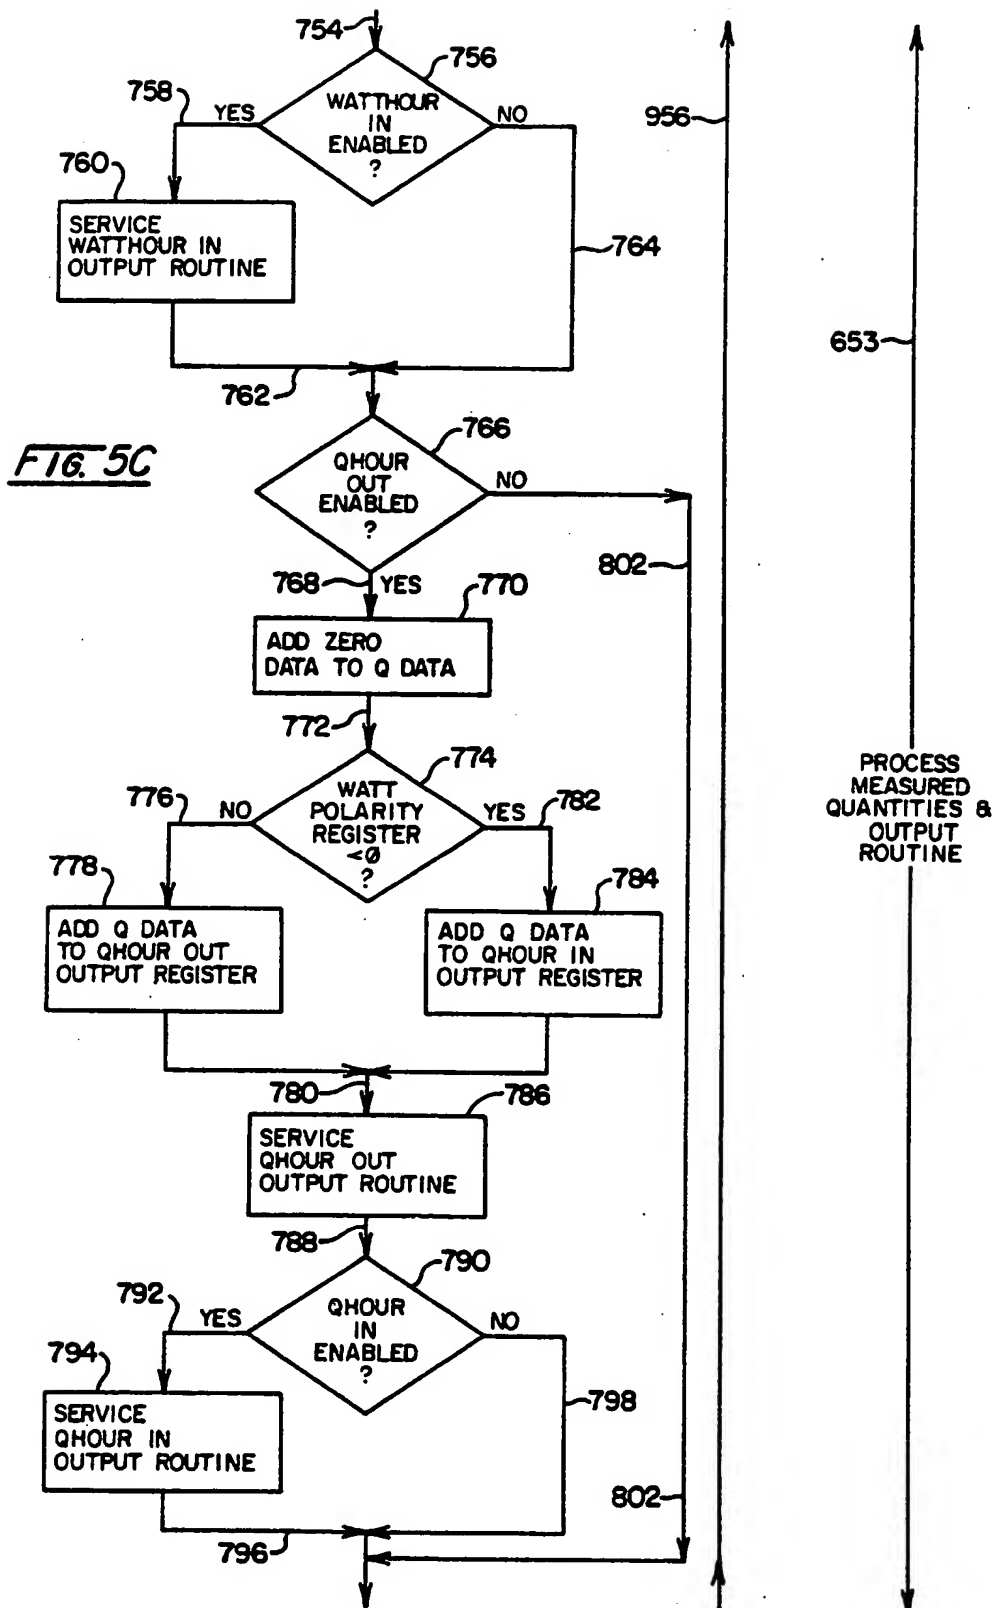 754
756
758
YES
WATTHOUR
IN
ENABLED
?
NO
956
760
SERVICE
WATTHOUR IN
OUTPUT ROUTINE
764
653
762
766
FIG. 5C
QHOUR
OUT
ENABLED
?
NO
802
768
YES
770
ADD ZERO
DATA TO Q DATA
772
774
PROCESS
MEASURED
QUANTITIES &
OUTPUT
ROUTINE
776
NO
WATT
POLARITY
REGISTER
<Ø
?
YES
782
778
784
ADD Q DATA
TO QHOUR OUT
OUTPUT REGISTER
ADD Q DATA
TO QHOUR IN
OUTPUT REGISTER
780
786
SERVICE
QHOUR OUT
OUTPUT ROUTINE
788
790
792
YES
QHOUR
IN
ENABLED
?
NO
794
SERVICE
QHOUR IN
OUTPUT ROUTINE
798
802
796